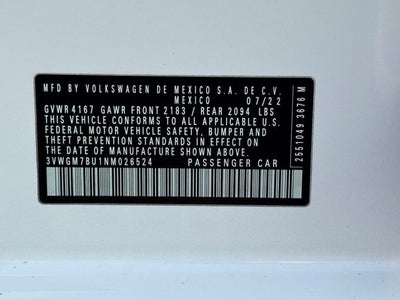 MFD BY VOLKSWAGEN DE MEXICO S.A. DE C.V.
MEXICO 07/22
GVWR 4167 GAWR FRONT 2183 / REAR 2094 LBS
THIS VEHICLE CONFORMS TO ALL APPLICABLE U.S.
FEDERAL MOTOR VEHICLE SAFETY, BUMPER AND
THEFT PREVENTION STANDARDS IN EFFECT ON
THE DATE OF MANUFACTURE SHOWN ABOVE.
3VWGM7BU1NM026524 PASSENGER CAR
2551049 3676 M